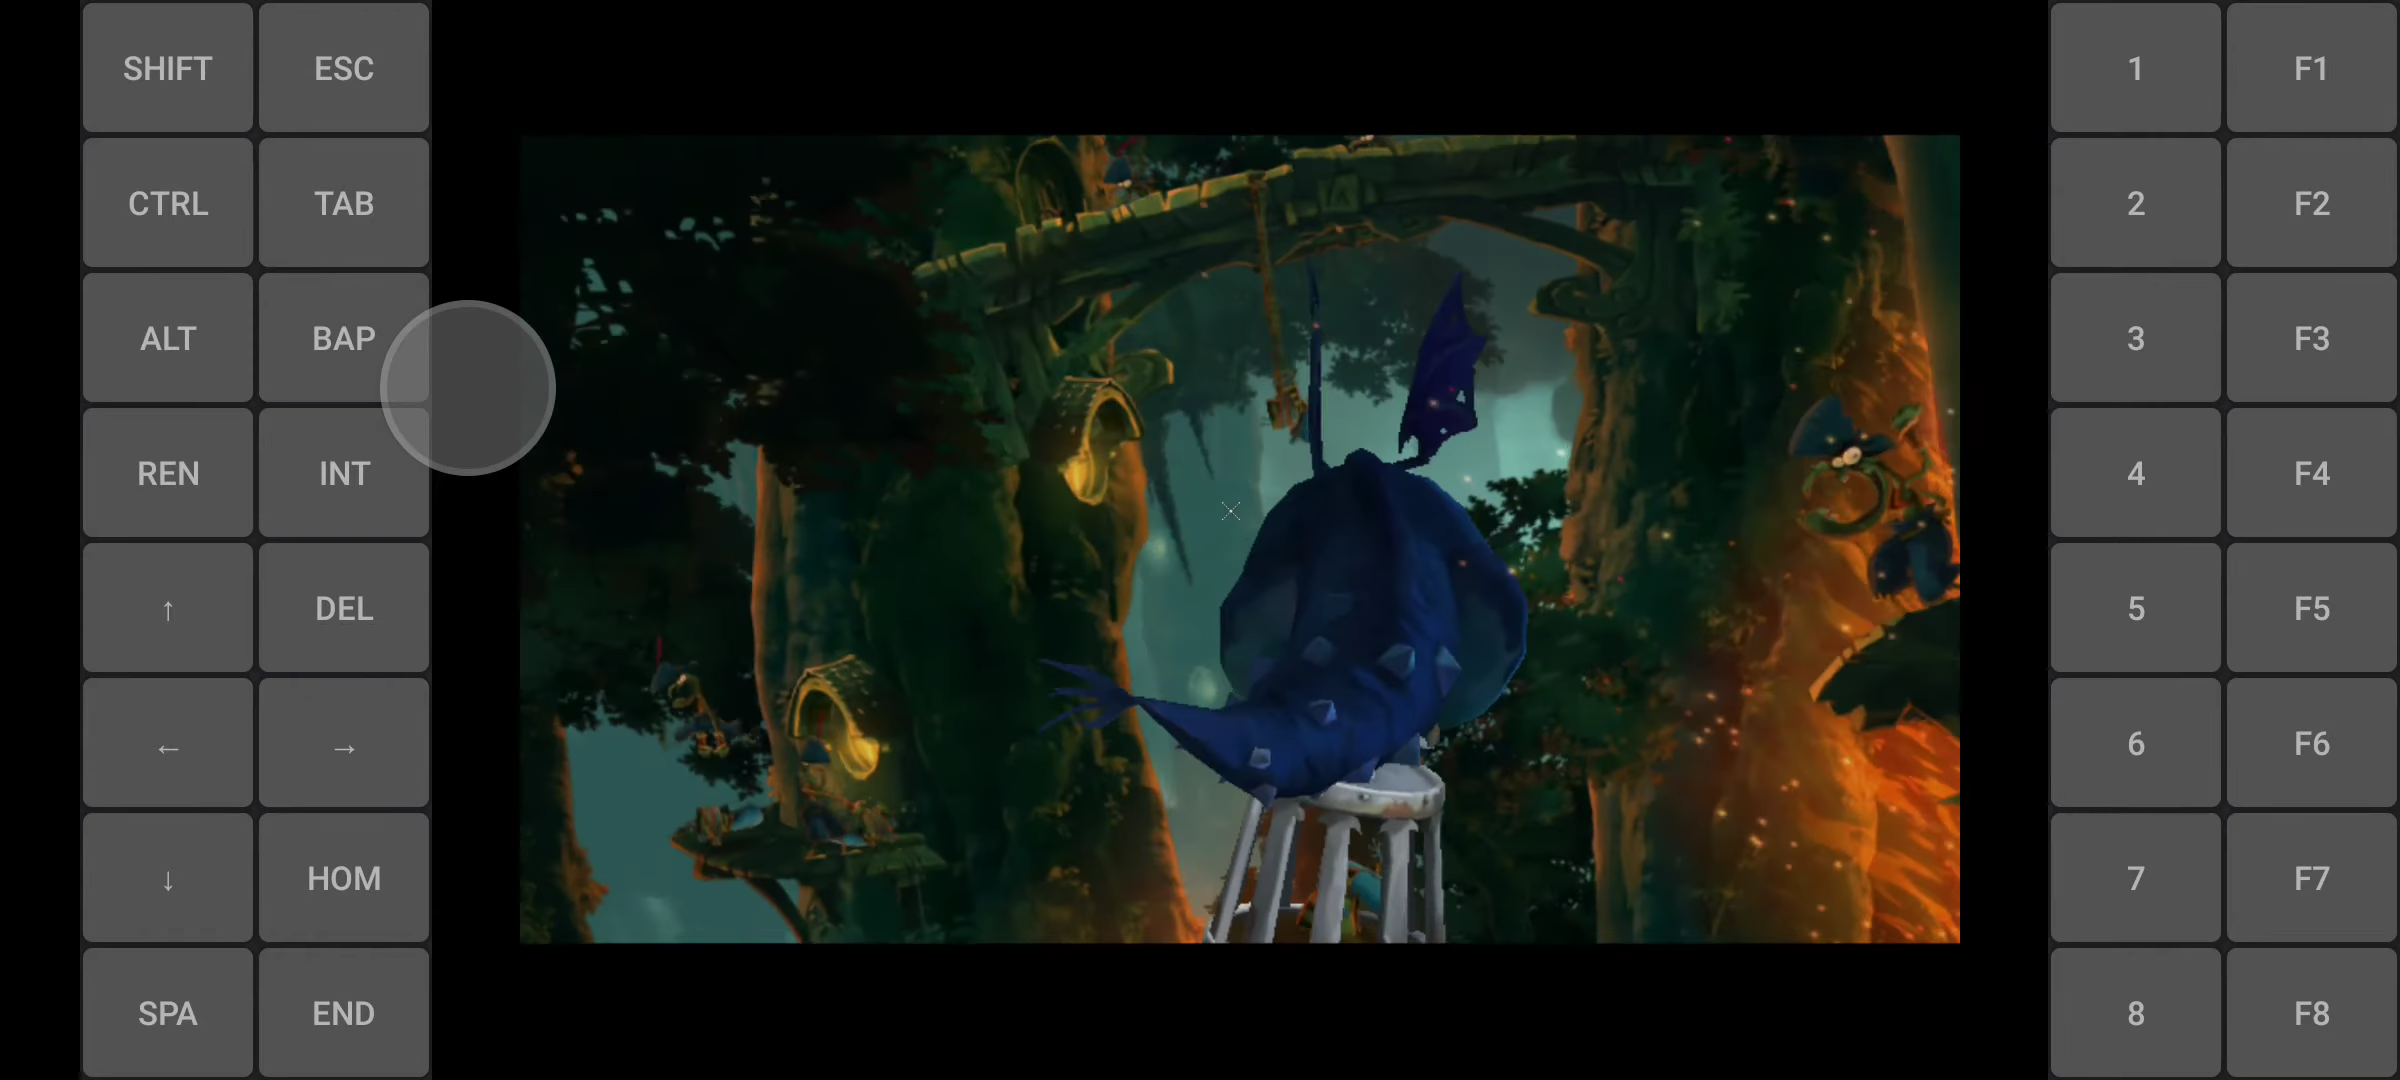 SHIFT ESC
CTRL TAB
ALT BAP
REN INT
↑ DEL
← →
↓ HOM
SPA END
1 F1
2 F2
3 F3
4 F4
5 F5
6 F6
7 F7
8 F8